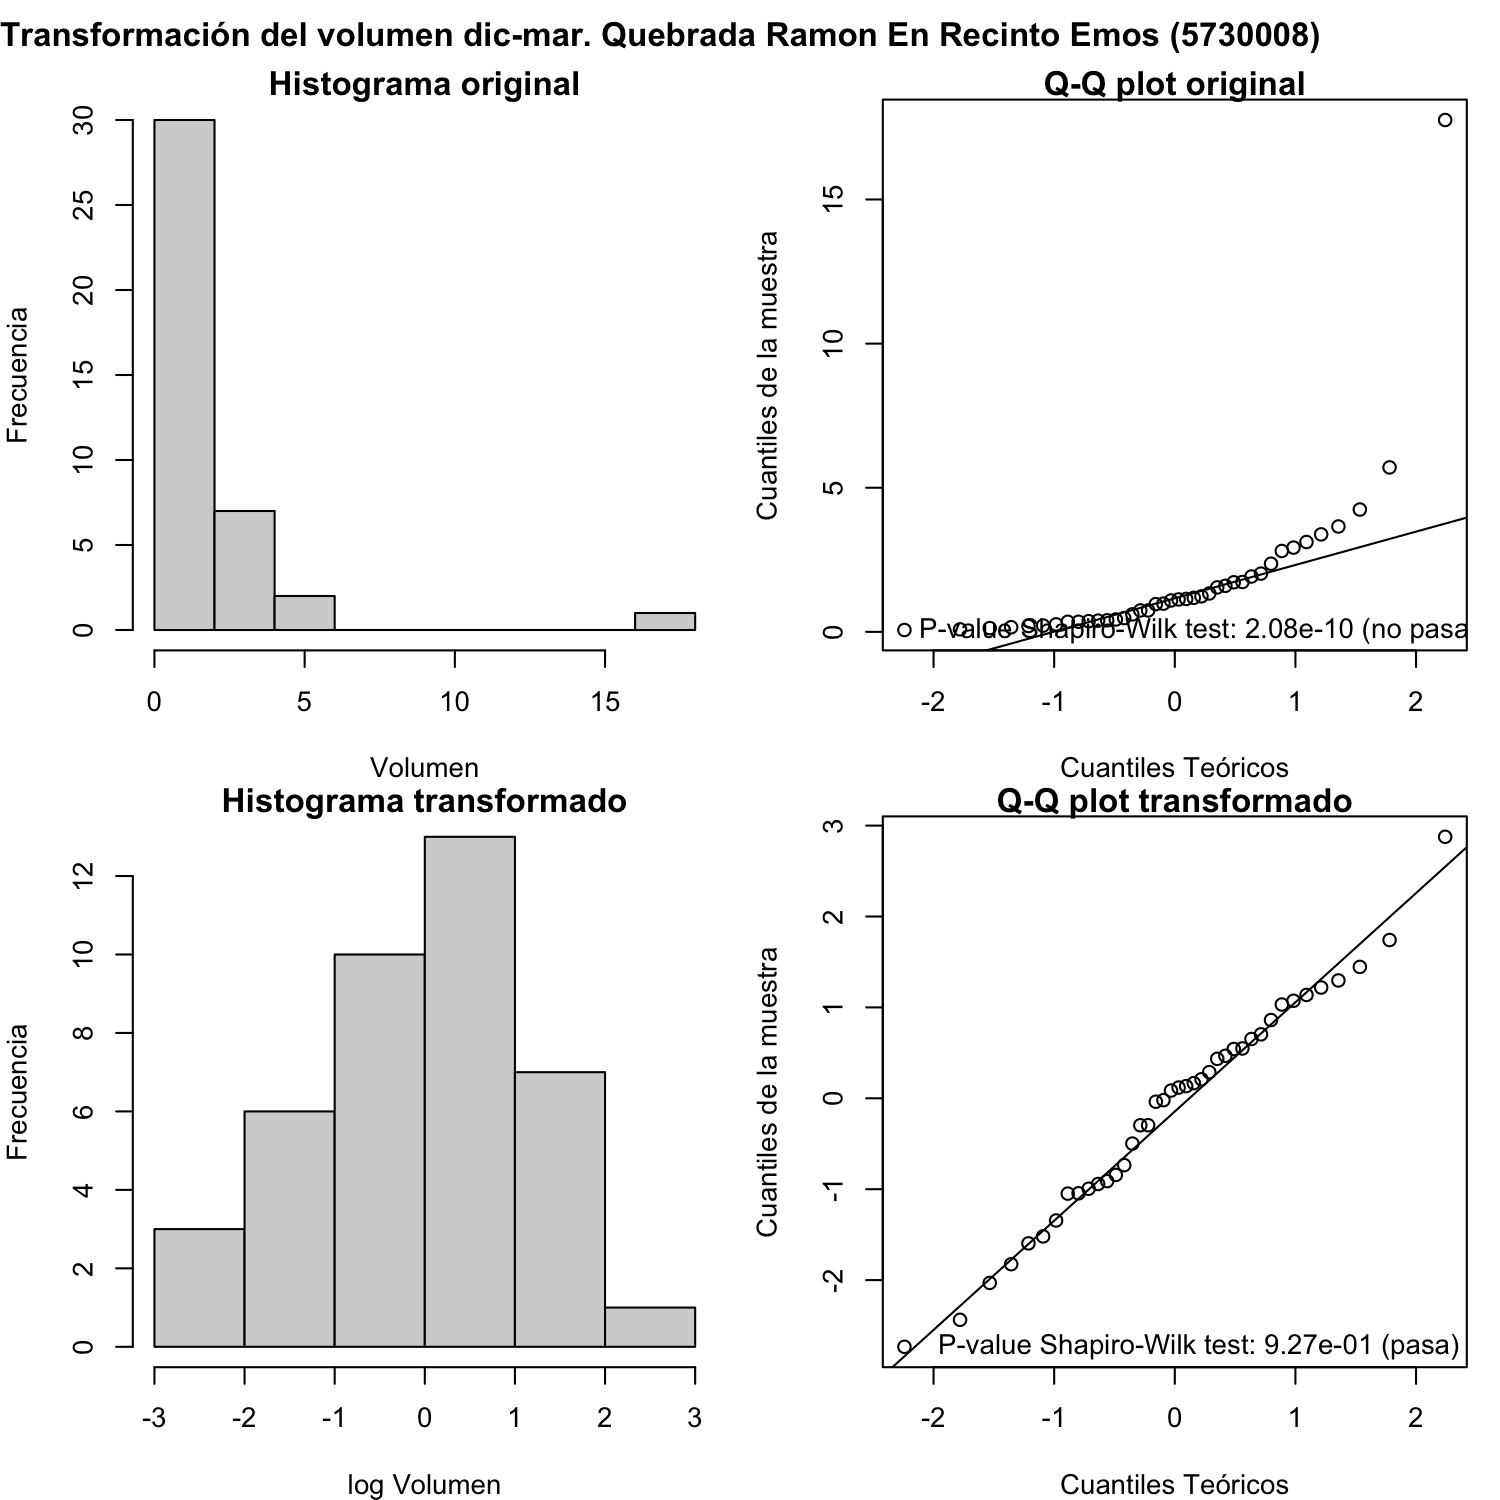 Transformación del volumen dic-mar. Quebrada Ramon En Recinto Emos (5730008)
Histograma original
Frecuencia
30
25
20
15
10
5
0
0 5 10 15
Volumen
Q-Q plot original
Cuantiles de la muestra
15
10
5
0
P-value Shapiro-Wilk test: 2.08e-10 (no pasa
-2 -1 0 1 2
Cuantiles Teóricos
Histograma transformado
Frecuencia
12
10
8
6
4
2
0
-3 -2 -1 0 1 2 3
log Volumen
Q-Q plot transformado
Cuantiles de la muestra
3
2
1
0
-1
-2
P-value Shapiro-Wilk test: 9.27e-01 (pasa)
-2 -1 0 1 2
Cuantiles Teóricos